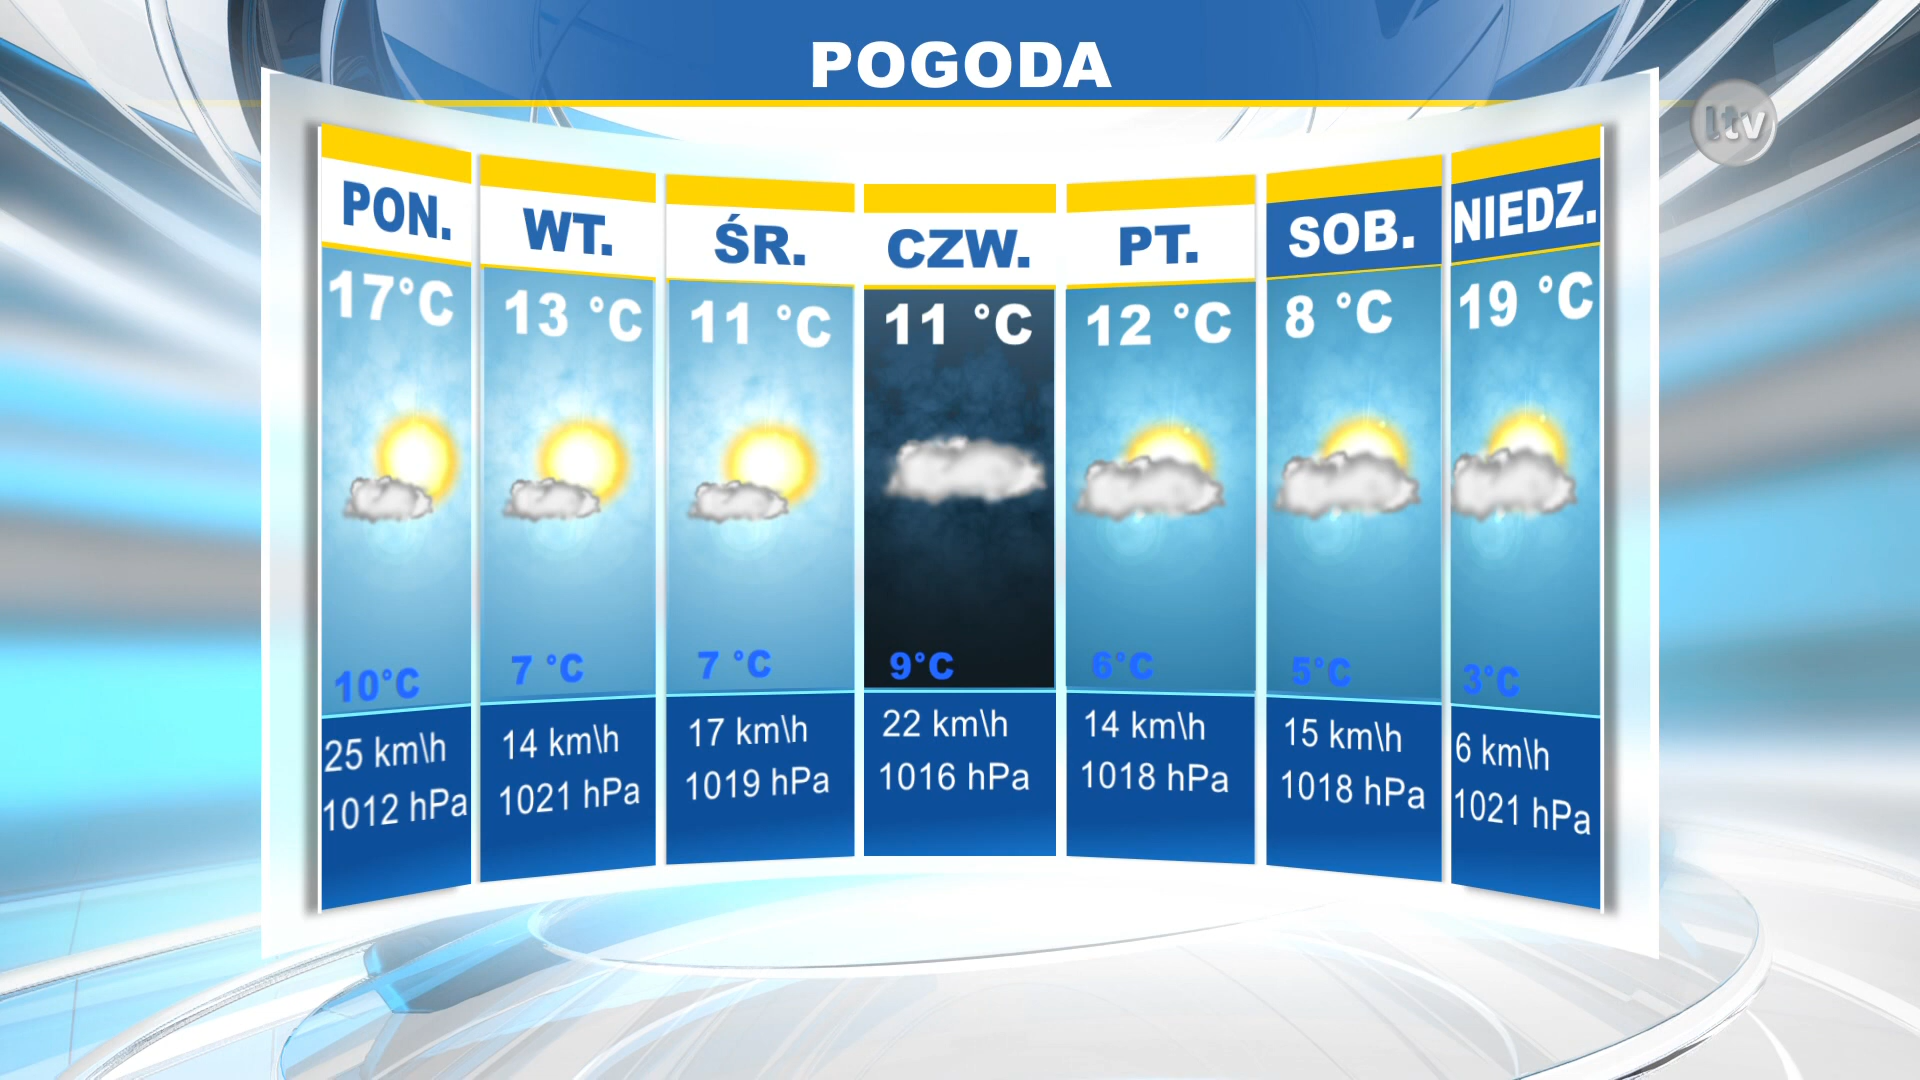 POGODA
ltv
PON.
17°C
10°C
25 km\h
1012 hPa
WT.
13 °C
7 °C
14 km\h
1021 hPa
ŚR.
11 °C
7 °C
17 km\h
1019 hPa
CZW.
11 °C
9°C
22 km\h
1016 hPa
PT.
12 °C
6°C
14 km\h
1018 hPa
SOB.
8 °C
5°C
15 km\h
1018 hPa
NIEDZ.
19 °C
3°C
6 km\h
1021 hPa